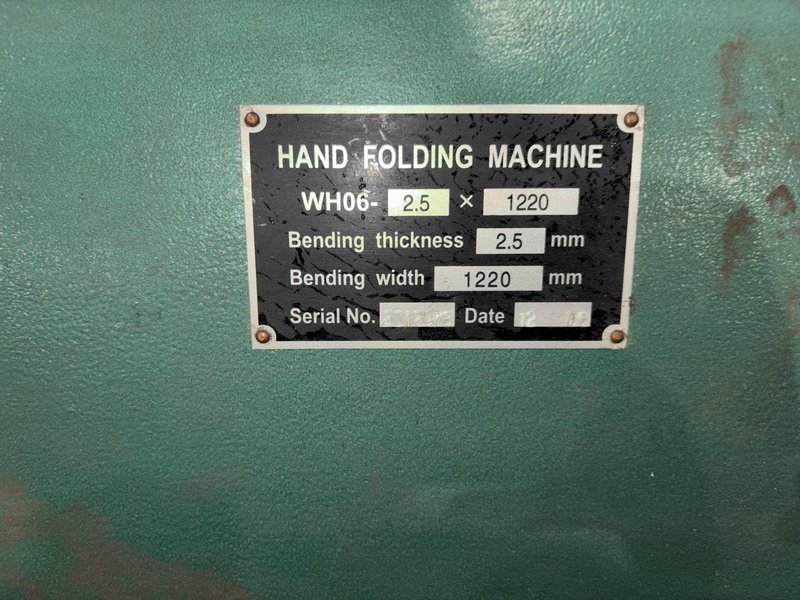 HAND FOLDING MACHINE
WH06- 2.5 × 1220
Bending thickness 2.5 mm
Bending width 1220 mm
Serial No. Date 12